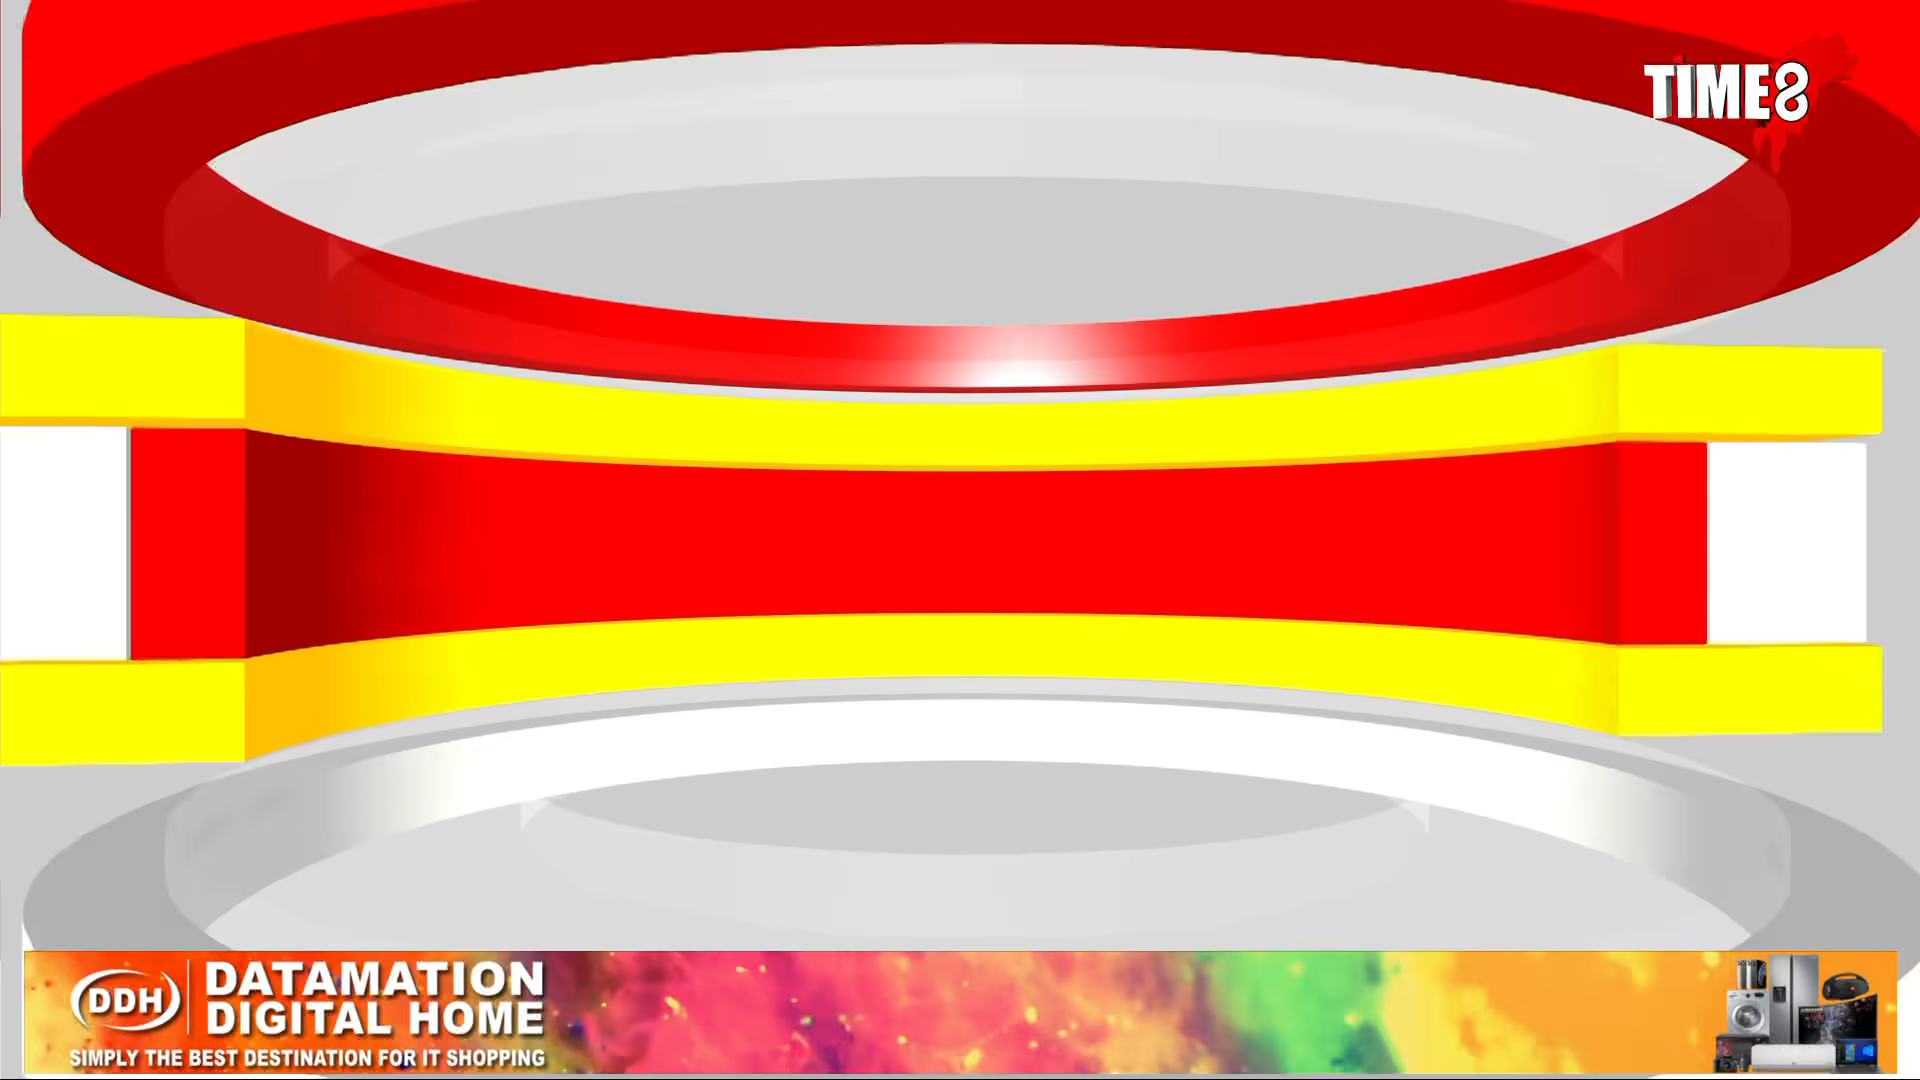 TIME8
DDH
DATAMATION
DIGITAL HOME
SIMPLY THE BEST DESTINATION FOR IT SHOPPING